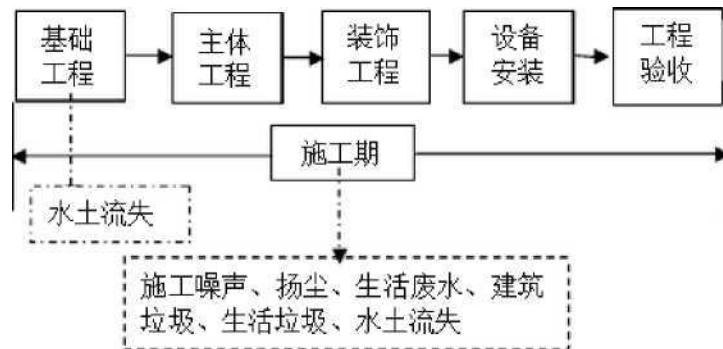 基础
工程
主体
工程
装饰
工程
设备
安装
工程
验收
施工期
水土流失
施工噪声、扬尘、生活废水、建筑
垃圾、生活垃圾、水土流失